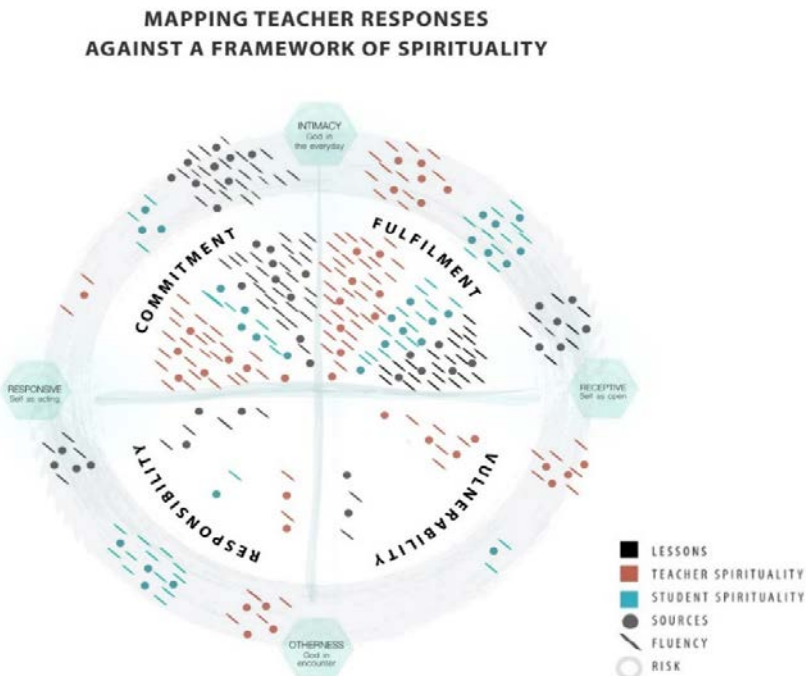 MAPPING TEACHER RESPONSES
AGAINST A FRAMEWORK OF SPIRITUALITY
INTIMACY
God in
the everyday
COMMITMENT
FULFILMENT
RESPONSIVE
Self as acting
RECEPTIVE
Self as open
RESPONSIBILITY
VULNERABILITY
OTHERNESS
God in
encounter
LESSONS
TEACHER SPIRITUALITY
STUDENT SPIRITUALITY
SOURCES
FLUENCY
RISK